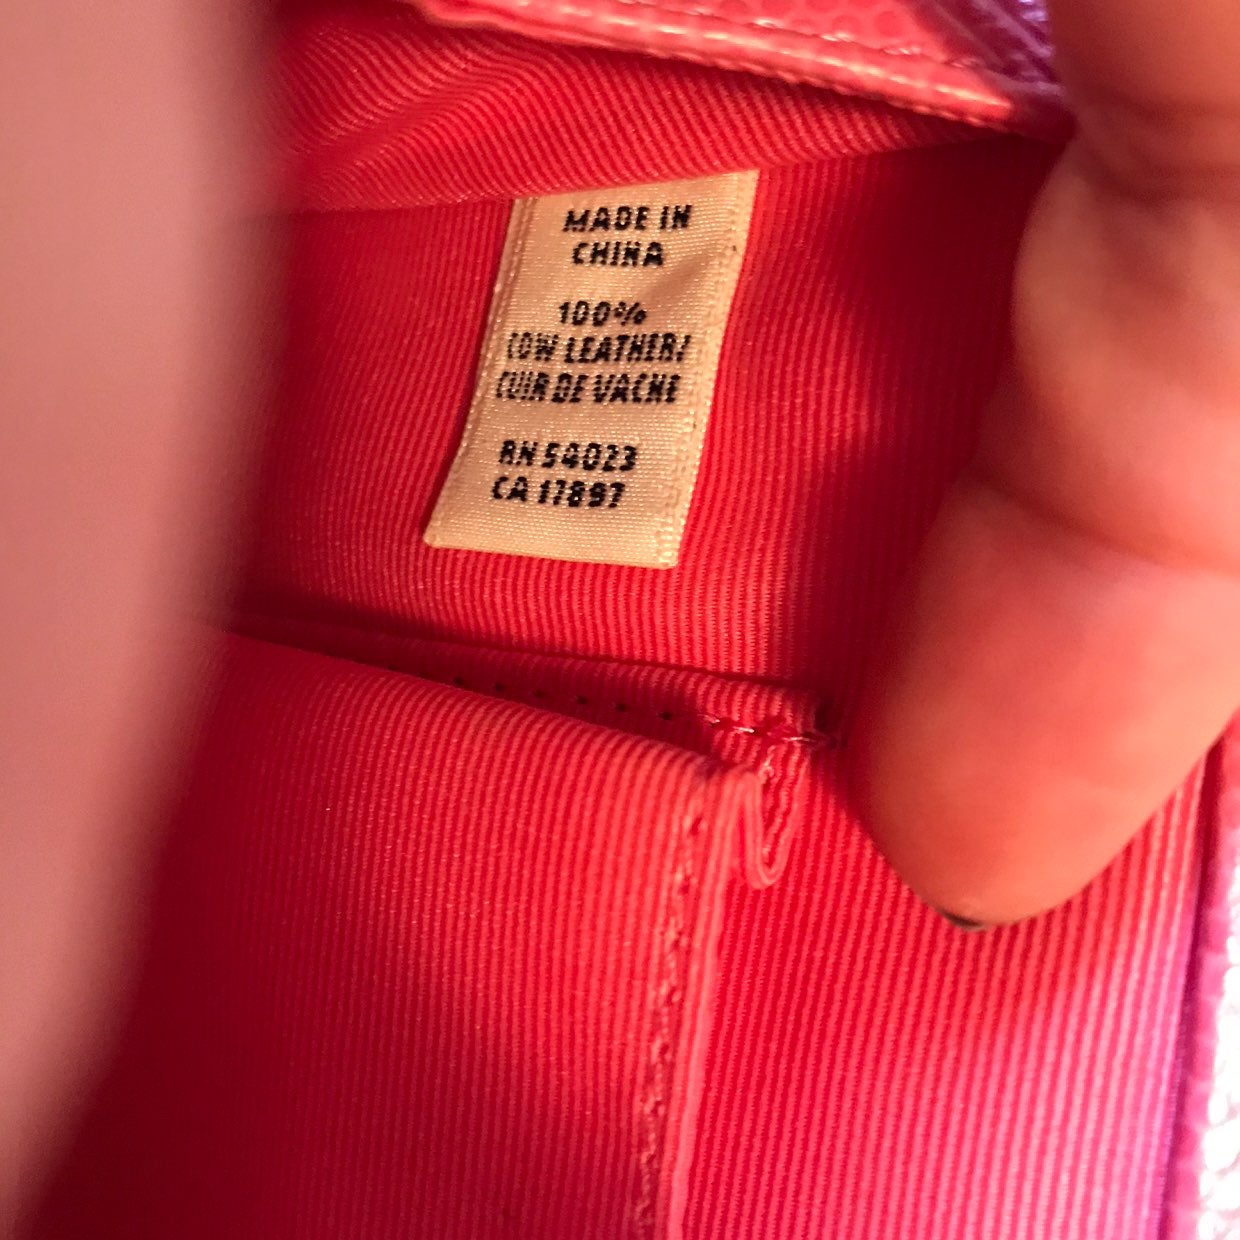 MADE IN
CHINA
100%
COW LEATHER/
CUIR DE VACHE
RN 54023
CA 17897